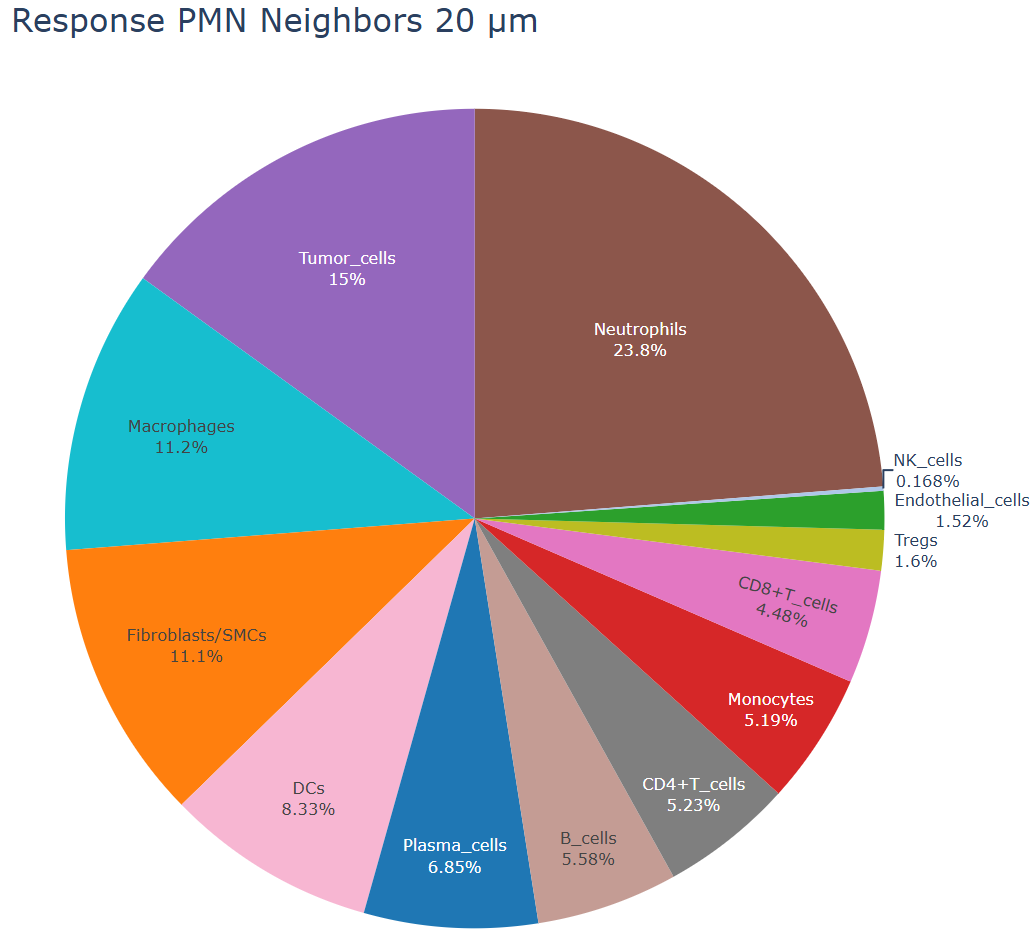 Response PMN Neighbors 20 μm
Tumor_cells
15%
Neutrophils
23.8%
Macrophages
11.2%
NK_cells
0.168%
Endothelial_cells
1.52%
Tregs
1.6%
CD8+T_cells
4.48%
Fibroblasts/SMCs
11.1%
Monocytes
5.19%
DCs
8.33%
CD4+T_cells
5.23%
Plasma_cells
6.85%
B_cells
5.58%